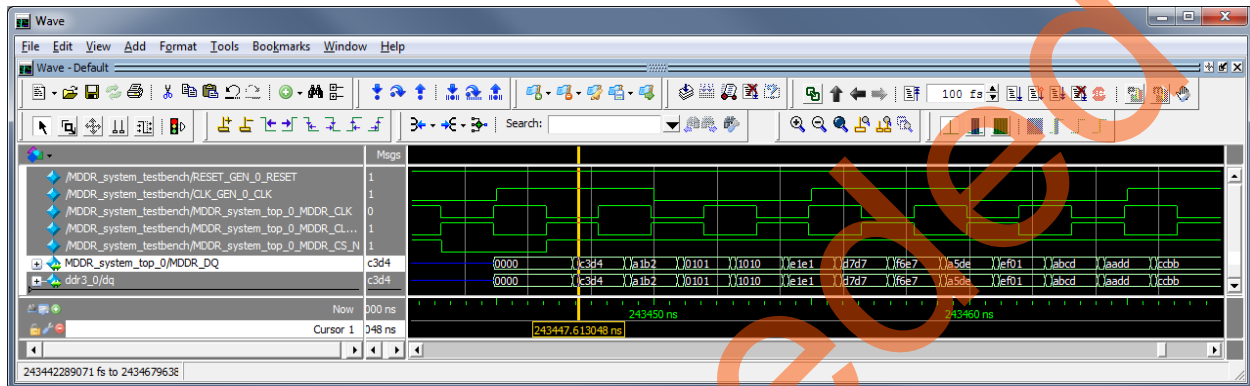 Wave
File Edit View Add Format Tools Bookmarks Window Help
Wave - Default
100 fs
Search:
Msgs
/MDDR_system_testbench/RESET_GEN_0_RESET 1
/MDDR_system_testbench/CLK_GEN_0_CLK 1
/MDDR_system_testbench/MDDR_system_top_0_MDDR_CLK 0
/MDDR_system_testbench/MDDR_system_top_0_MDDR_CL... 1
/MDDR_system_testbench/MDDR_system_top_0_MDDR_CS_N 1
MDDR_system_top_0/MDDR_DQ c3d4 0000 c3d4 a1b2 0101 1010 e1e1 d7d7 f6e7 a5de ef01 abcd aadd ccbb
ddr3_0/dq c3d4 0000 c3d4 a1b2 0101 1010 e1e1 d7d7 f6e7 a5de ef01 abcd aadd ccbb
Now 000 ns 243450 ns 243460 ns
Cursor 1 048 ns 243447.613048 ns
243442289071 fs to 2434679638